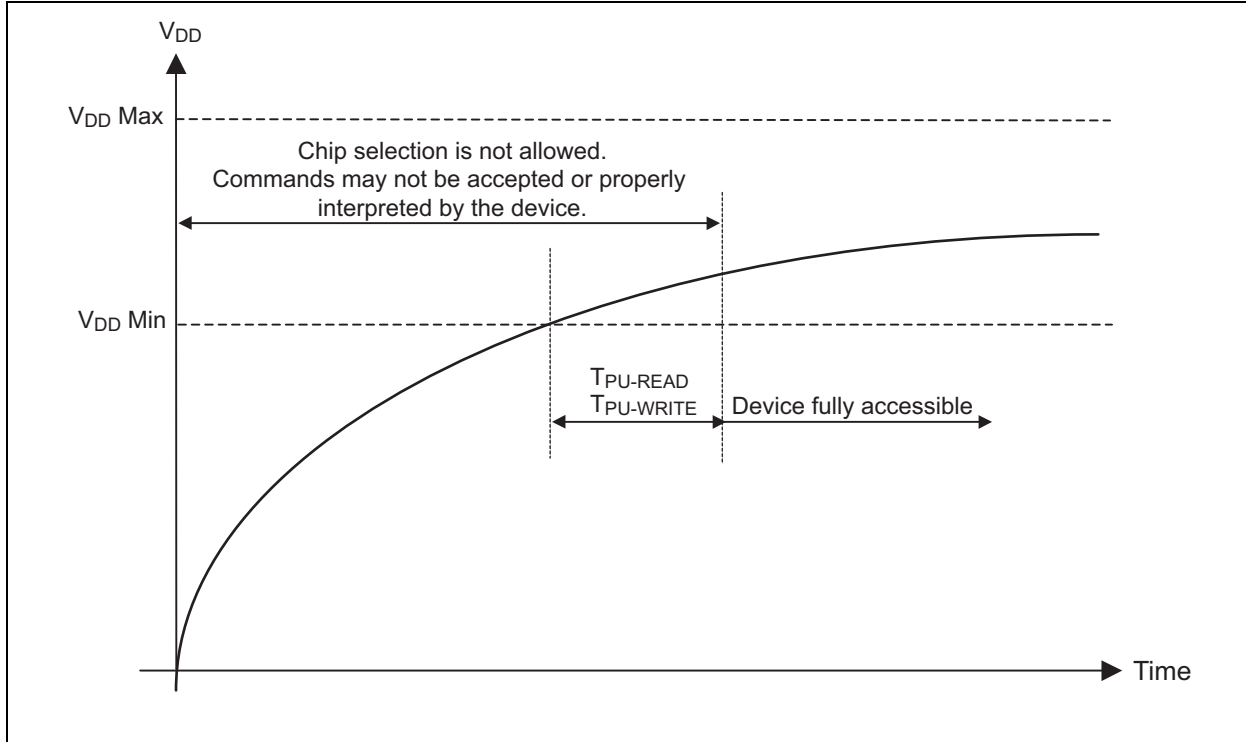 VDD
VDD Max
Chip selection is not allowed.
Commands may not be accepted or properly
interpreted by the device.
VDD Min
TPU-READ
TPU-WRITE
Device fully accessible
Time